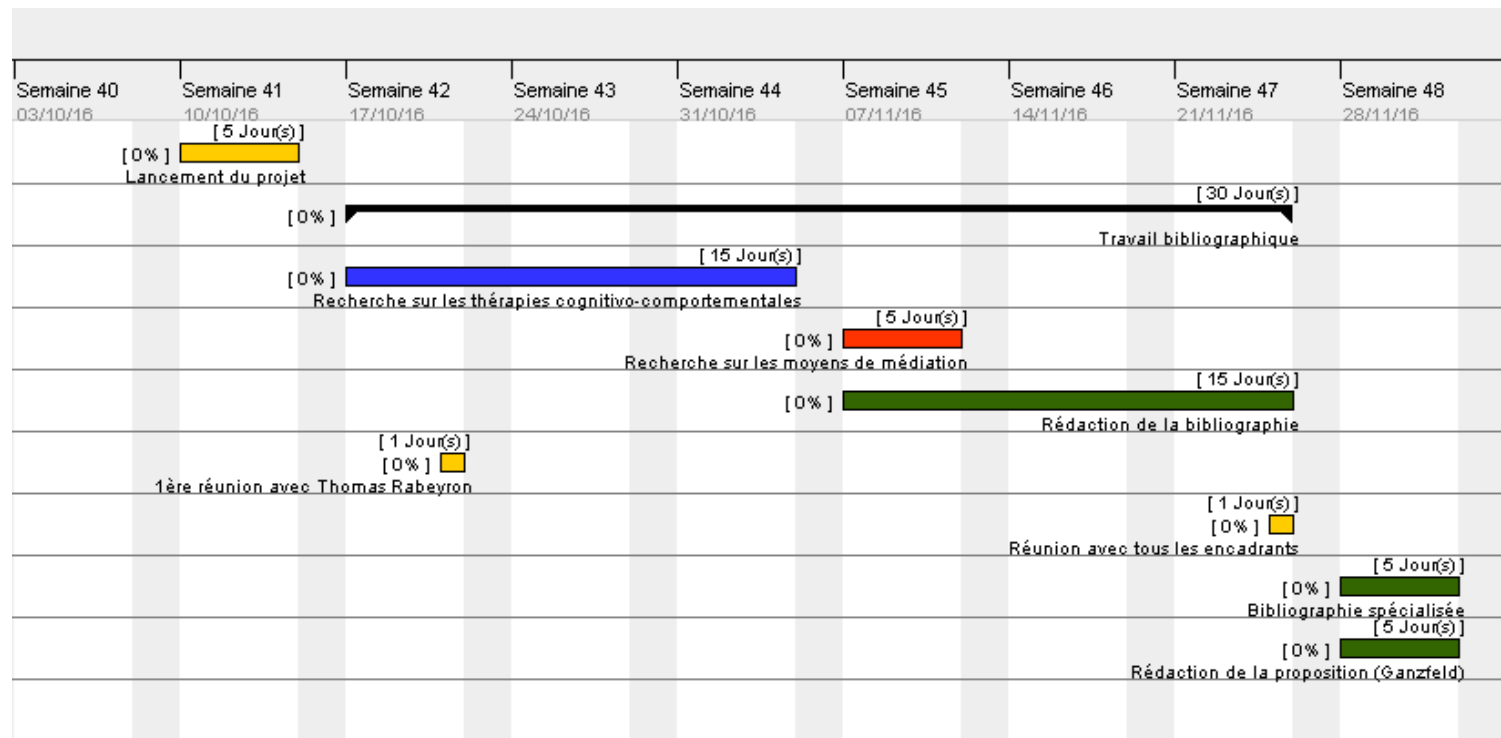 Semaine 40 Semaine 41 Semaine 42 Semaine 43 Semaine 44 Semaine 45 Semaine 46 Semaine 47 Semaine 48
03/10/16 10/10/16 17/10/16 24/10/16 31/10/16 07/11/16 14/11/16 21/11/16 28/11/16
[ 5 Jour(s) ]
[ 0% ]
Lancement du projet
[ 30 Jour(s) ]
[ 0% ]
Travail bibliographique
[ 15 Jour(s) ]
[ 0% ]
Recherche sur les thérapies cognitivo-comportementales
[ 5 Jour(s) ]
[ 0% ]
Recherche sur les moyens de médiation
[ 15 Jour(s) ]
[ 0% ]
Rédaction de la bibliographie
[ 1 Jour(s) ]
[ 0% ]
1ère réunion avec Thomas Rabeyron
[ 1 Jour(s) ]
[ 0% ]
Réunion avec tous les encadrants
[ 5 Jour(s) ]
[ 0% ]
Bibliographie spécialisée
[ 5 Jour(s) ]
[ 0% ]
Rédaction de la proposition (Ganzfeld)